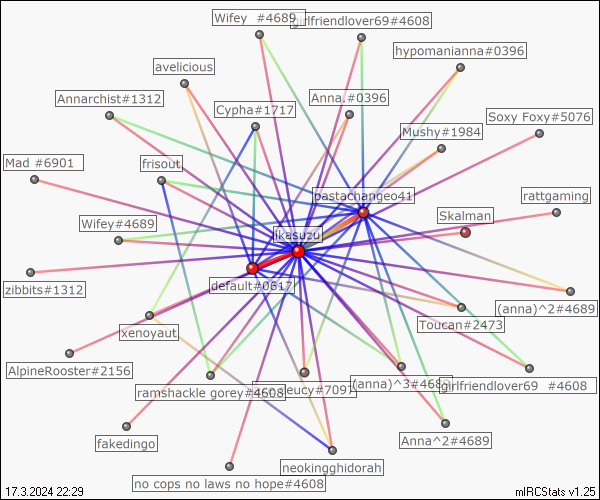 Wifey #4689
girlfriendlover69#4608
hypomanianna#0396
avelicious
Annarchist#1312
Anna.#0396
Cypha#1717
Soxy Foxy#5076
Mushy#1984
Mad #6901
frisout
pastachangeo41
rattgaming
Skalman
Wifey#4689
ikasuzu
zibbits#1312
default#0617
(anna)^2#4689
Toucan#2473
xenoyaut
AlpineRooster#2156
ramshackle gorey#4608
eucy#7097
(anna)^3#4689
girlfriendlover69 #4608
fakedingo
Anna^2#4689
neokingghidorah
no cops no laws no hope#4608
17.3.2024 22:29
mIRCStats v1.25